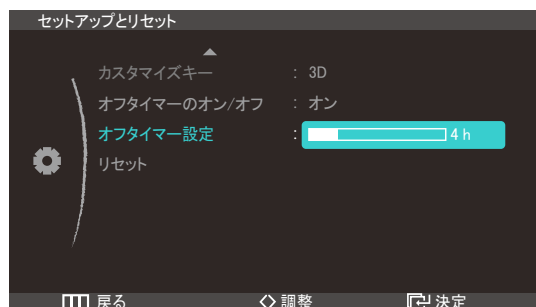 セットアップとリセット
カスタマイズキー : 3D
オフタイマーのオン/オフ : オン
オフタイマー設定 : 4 h
リセット
戻る 調整 決定